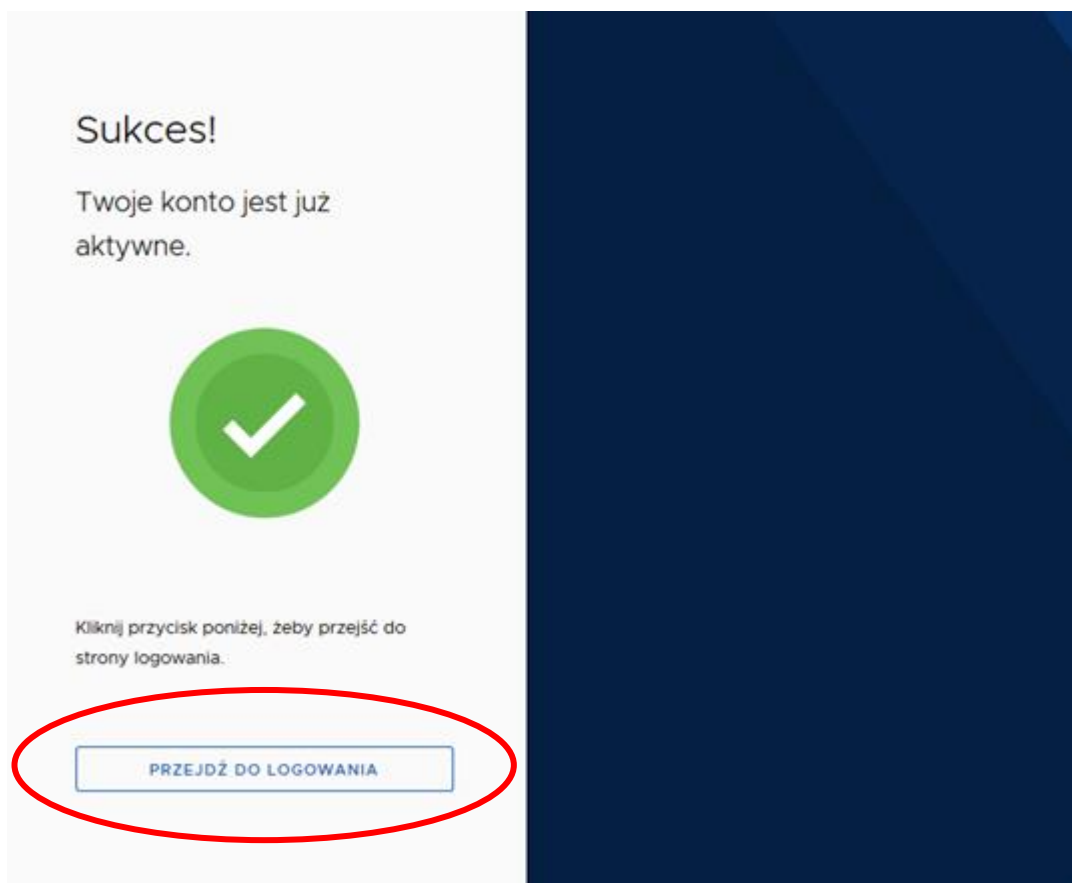 Sukces!
Twoje konto jest już
aktywne.
Kliknij przycisk poniżej, żeby przejść do
strony logowania.
PRZEJDŹ DO LOGOWANIA